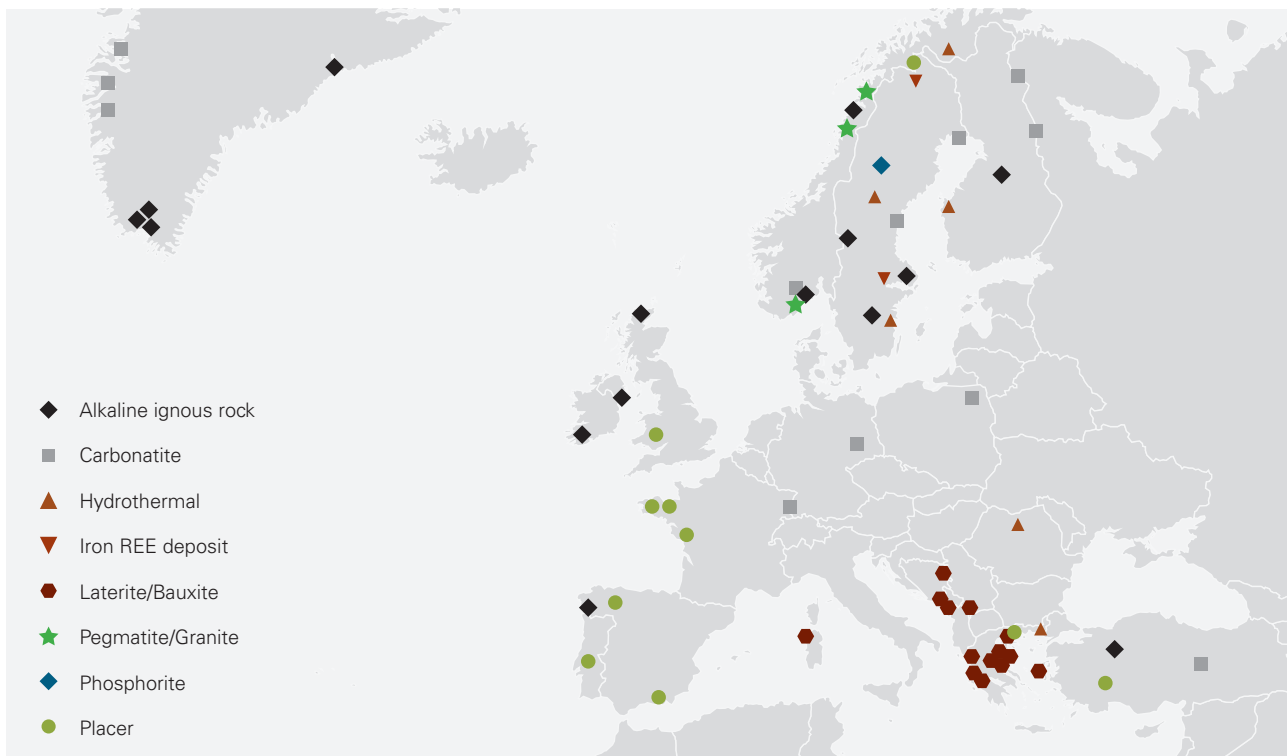 Alkaline ignous rock
Carbonatite
Hydrothermal
Iron REE deposit
Laterite/Bauxite
Pegmatite/Granite
Phosphorite
Placer